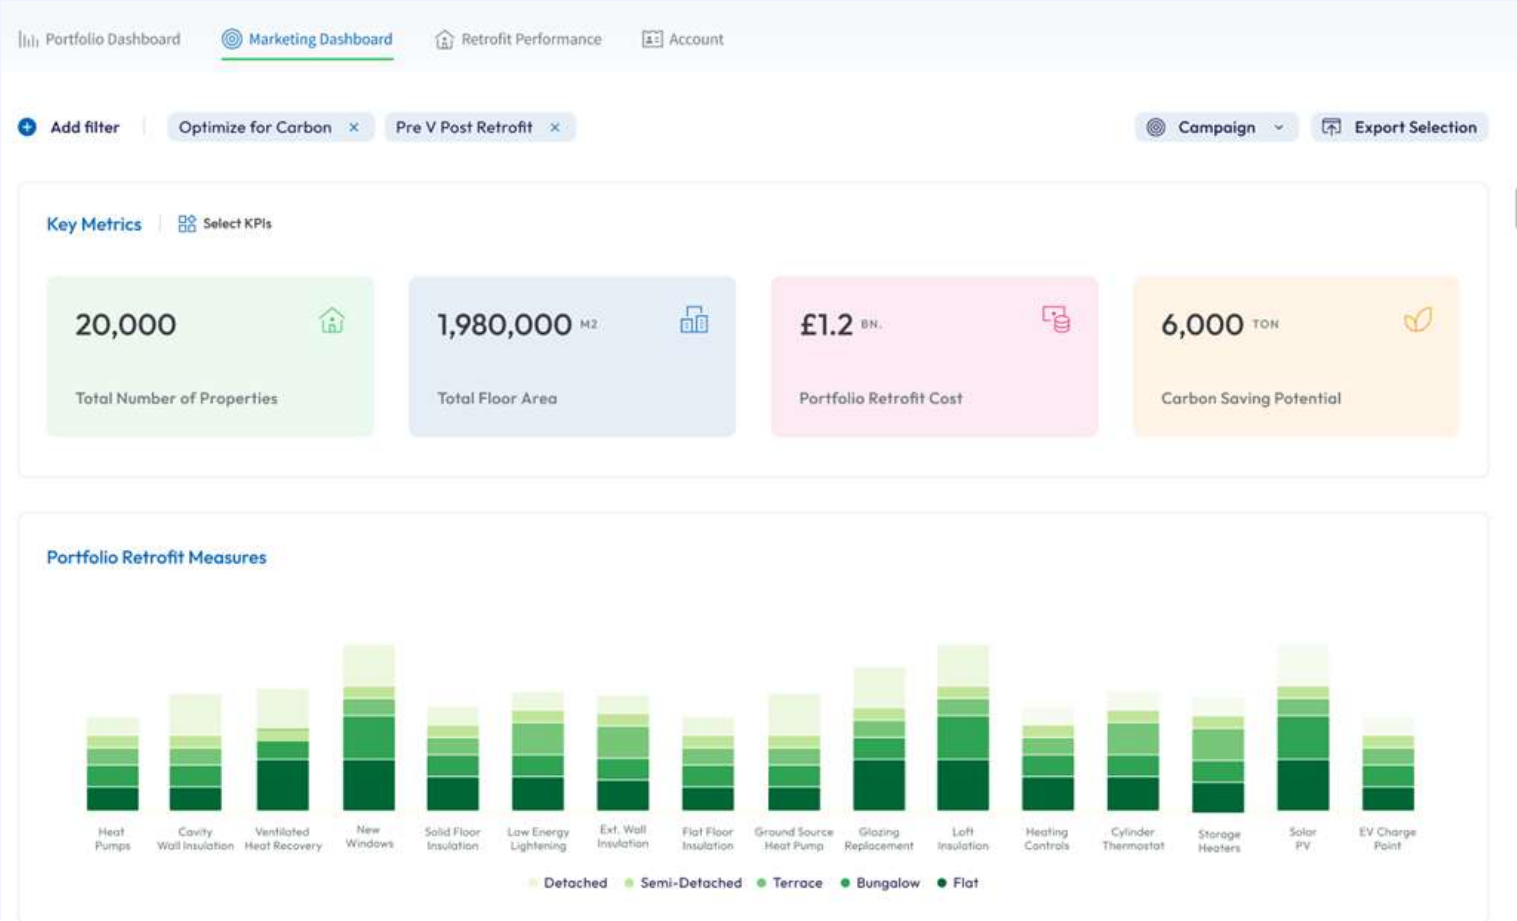 Portfolio Dashboard
Marketing Dashboard
Retrofit Performance
Account
Add filter
Optimize for Carbon ×
Pre V Post Retrofit ×
Campaign
Export Selection
Key Metrics
Select KPIs
20,000
Total Number of Properties
1,980,000 M2
Total Floor Area
£1.2 BN.
Portfolio Retrofit Cost
6,000 TON
Carbon Saving Potential
Portfolio Retrofit Measures
Heat
Pumps
Cavity
Wall Insulation
Ventilated
Heat Recovery
New
Windows
Solid Floor
Insulation
Low Energy
Lightening
Ext. Wall
Insulation
Flat Floor
Insulation
Ground Source
Heat Pump
Glazing
Replacement
Loft
Insulation
Heating
Controls
Cylinder
Thermostat
Storage
Heaters
Solar
PV
EV Charge
Point
Detached
Semi-Detached
Terrace
Bungalow
Flat